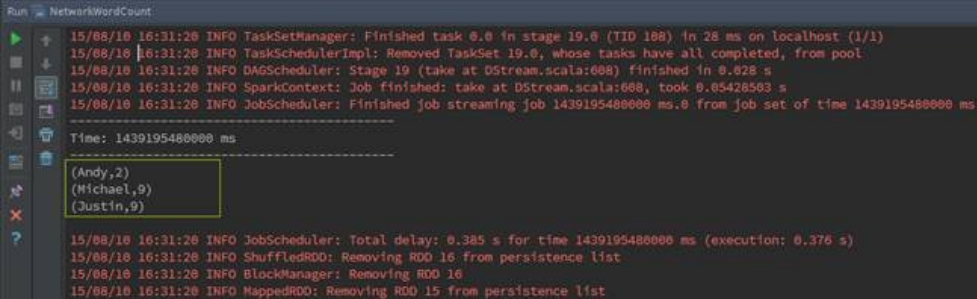 Run NetworkWordCount
15/08/10 16:31:20 INFO TaskSetManager: Finished task 0.0 in stage 19.0 (TID 108) in 28 ms on localhost (1/1)
15/08/10 16:31:20 INFO TaskSchedulerImpl: Removed TaskSet 19.0, whose tasks have all completed, from pool
15/08/10 16:31:20 INFO DAGScheduler: Stage 19 (take at DStream.scala:608) finished in 0.028 s
15/08/10 16:31:20 INFO SparkContext: Job finished: take at DStream.scala:608, took 0.05428503 s
15/08/10 16:31:20 INFO JobScheduler: Finished job streaming job 1439195480000 ms.0 from job set of time 1439195480000 ms
-------------------------------------------
Time: 1439195480000 ms
-------------------------------------------
(Andy,2)
(Michael,9)
(Justin,9)
15/08/10 16:31:20 INFO JobScheduler: Total delay: 0.385 s for time 1439195480000 ms (execution: 0.376 s)
15/08/10 16:31:20 INFO ShuffledRDD: Removing RDD 16 from persistence list
15/08/10 16:31:20 INFO BlockManager: Removing RDD 16
15/08/10 16:31:20 INFO MappedRDD: Removing RDD 15 from persistence list